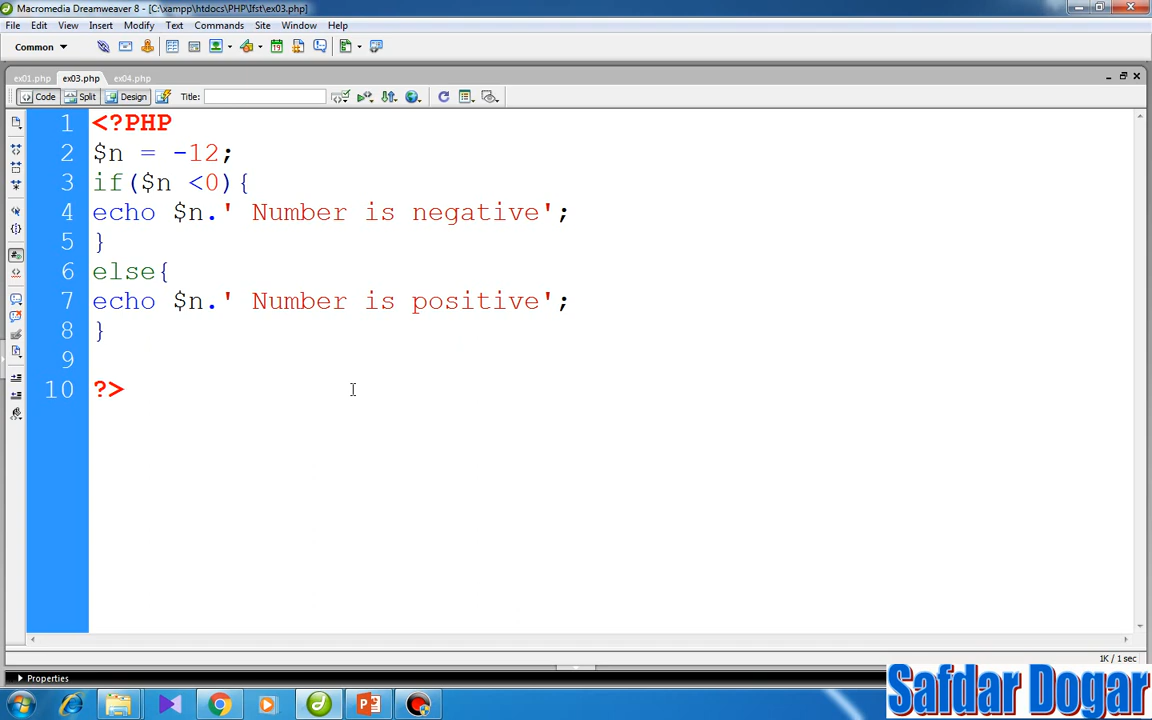 Macromedia Dreamweaver 8 - [C:\xampp\htdocs\PHP\Ifst\ex03.php]
File Edit View Insert Modify Text Commands Site Window Help
Common
ex01.php ex03.php ex04.php
Code Split Design Title:
1 <?PHP
2 $n = -12;
3 if($n <0){
4 echo $n.' Number is negative';
5 }
6 else{
7 echo $n.' Number is positive';
8 }
9
10 ?>
1K / 1 sec
Properties
Safdar Dogar